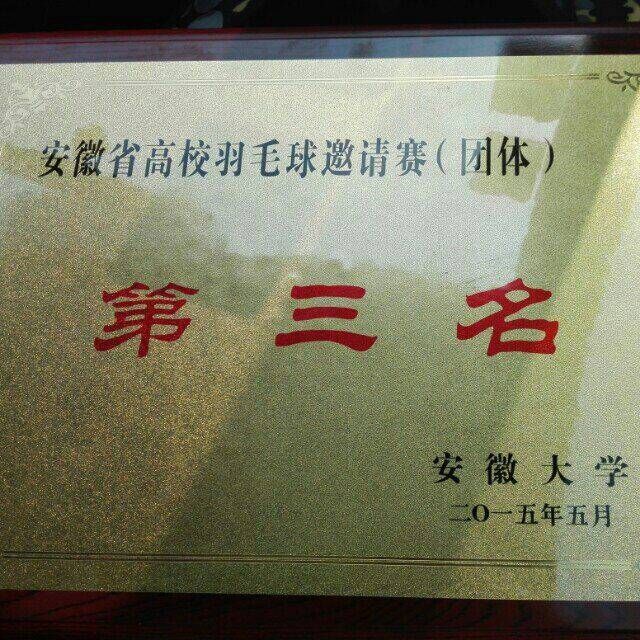 安徽省高校羽毛球邀请赛(团体)
第三名
安徽大学
二O一五年五月